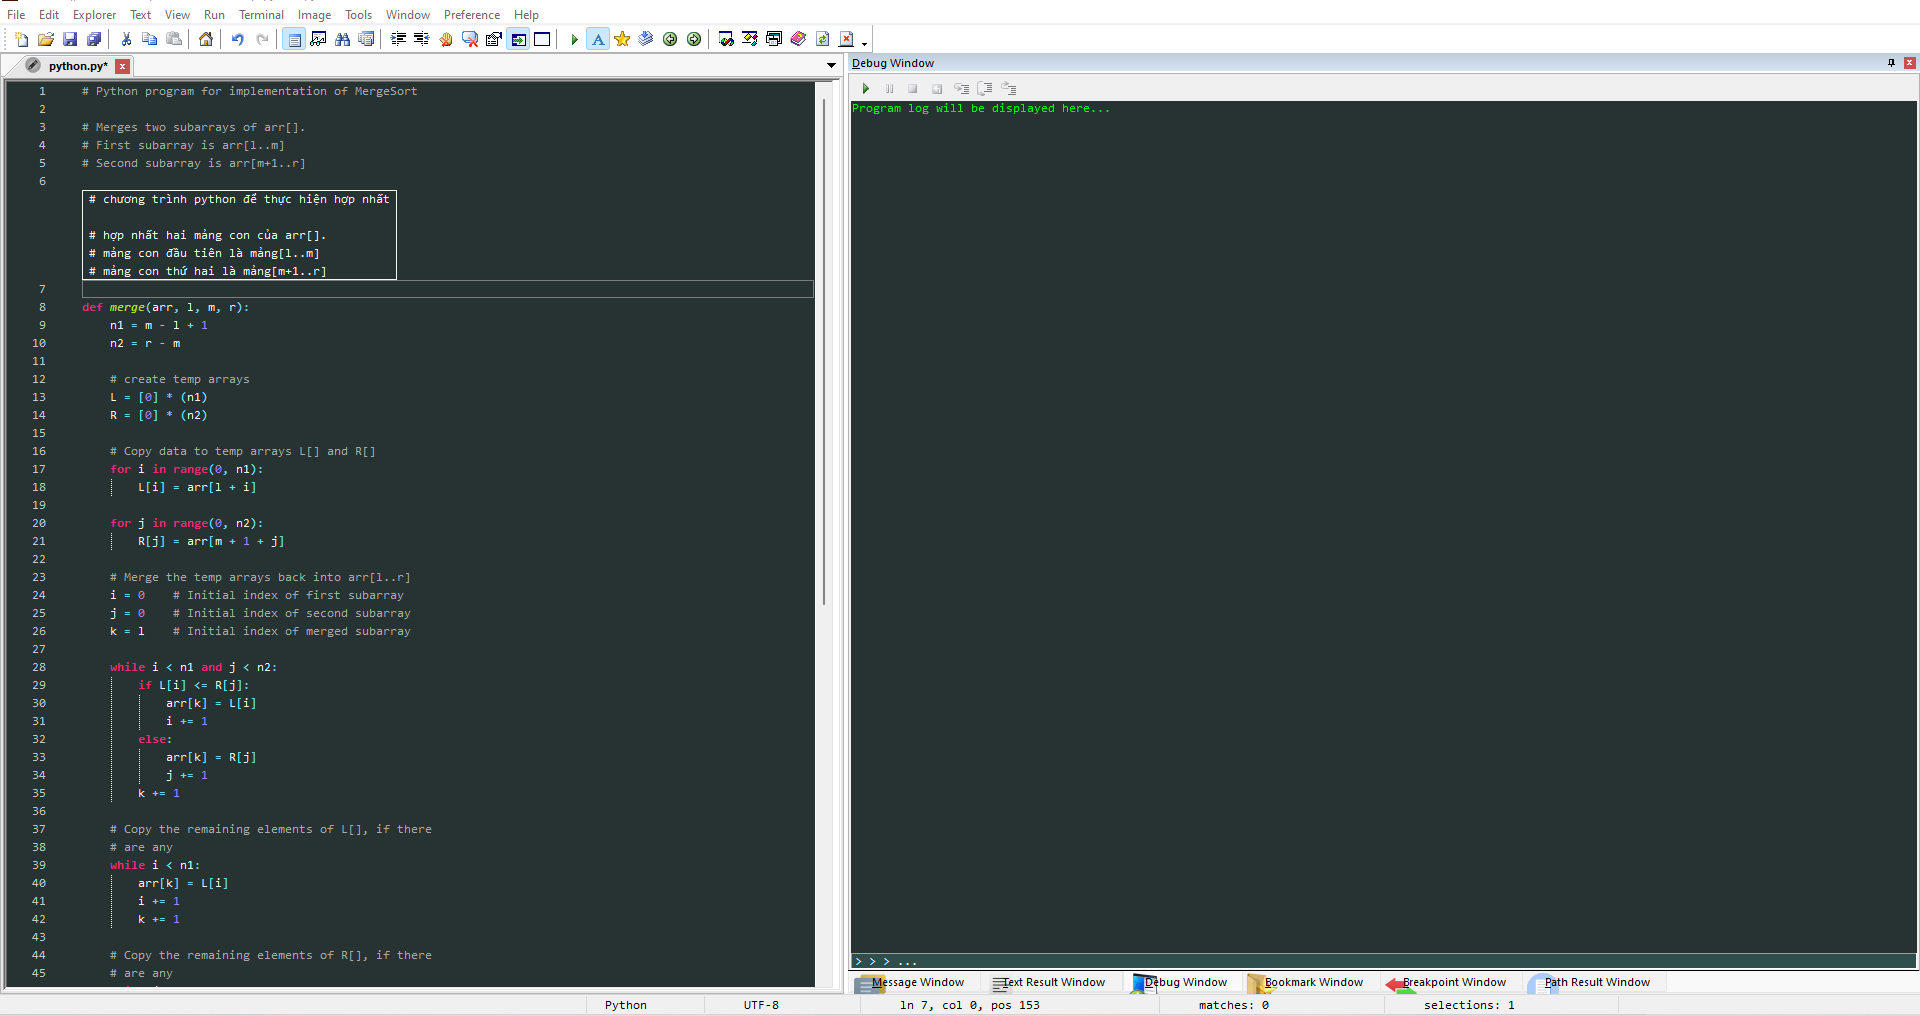 File Edit Explorer Text View Run Terminal Image Tools Window Preference Help
python.py*
1 # Python program for implementation of MergeSort
2
3 # Merges two subarrays of arr[].
4 # First subarray is arr[l..m]
5 # Second subarray is arr[m+1..r]
6
# chương trình python để thực hiện hợp nhất
# hợp nhất hai mảng con của arr[].
# mảng con đầu tiên là mảng[l..m]
# mảng con thứ hai là mảng[m+1..r]
7
8 def merge(arr, l, m, r):
9 n1 = m - l + 1
10 n2 = r - m
11
12 # create temp arrays
13 L = [0] * (n1)
14 R = [0] * (n2)
15
16 # Copy data to temp arrays L[] and R[]
17 for i in range(0, n1):
18 L[i] = arr[l + i]
19
20 for j in range(0, n2):
21 R[j] = arr[m + 1 + j]
22
23 # Merge the temp arrays back into arr[l..r]
24 i = 0 # Initial index of first subarray
25 j = 0 # Initial index of second subarray
26 k = l # Initial index of merged subarray
27
28 while i < n1 and j < n2:
29 if L[i] <= R[j]:
30 arr[k] = L[i]
31 i += 1
32 else:
33 arr[k] = R[j]
34 j += 1
35 k += 1
36
37 # Copy the remaining elements of L[], if there
38 # are any
39 while i < n1:
40 arr[k] = L[i]
41 i += 1
42 k += 1
43
44 # Copy the remaining elements of R[], if there
45 # are any
Debug Window
Program log will be displayed here...
> > > ...
Message Window Text Result Window Debug Window Bookmark Window Breakpoint Window Path Result Window
Python UTF-8 ln 7, col 0, pos 153 matches: 0 selections: 1